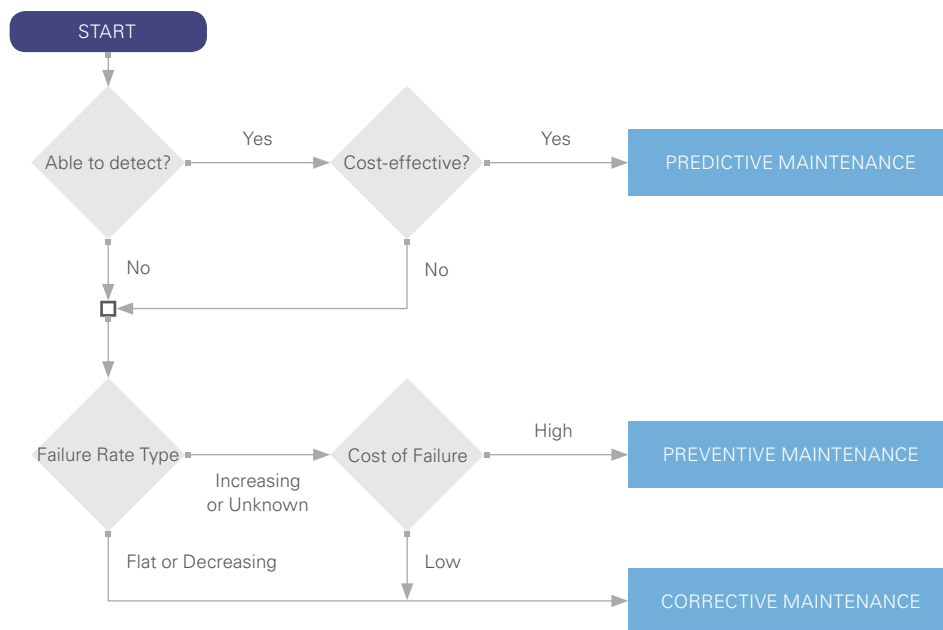 START
Able to detect?
Yes
Cost-effective?
Yes
PREDICTIVE MAINTENANCE
No
No
Failure Rate Type
Increasing
or Unknown
Cost of Failure
High
PREVENTIVE MAINTENANCE
Flat or Decreasing
Low
CORRECTIVE MAINTENANCE